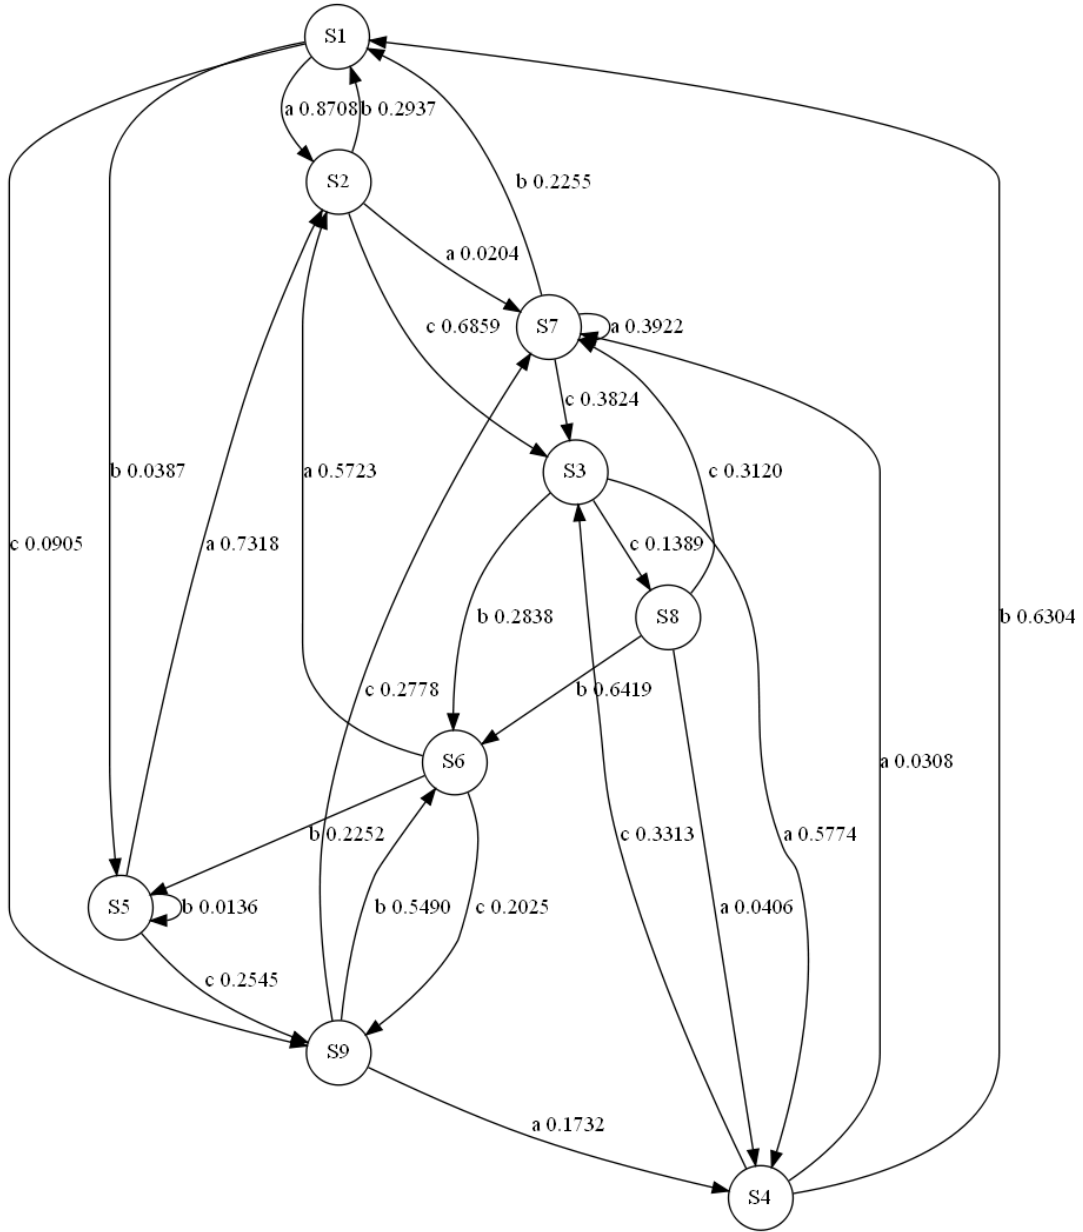 S1
a 0.8708
b 0.2937
S2
b 0.2255
a 0.0204
S7
c 0.6859
a 0.3922
c 0.3824
S3
b 0.0387
a 0.5723
c 0.3120
c 0.0905
a 0.7318
c 0.1389
b 0.2838
S8
b 0.6304
c 0.2778
b 0.6419
S6
a 0.0308
b 0.2252
c 0.3313
a 0.5774
S5
b 0.0136
b 0.5490
c 0.2025
a 0.0406
c 0.2545
S9
a 0.1732
S4